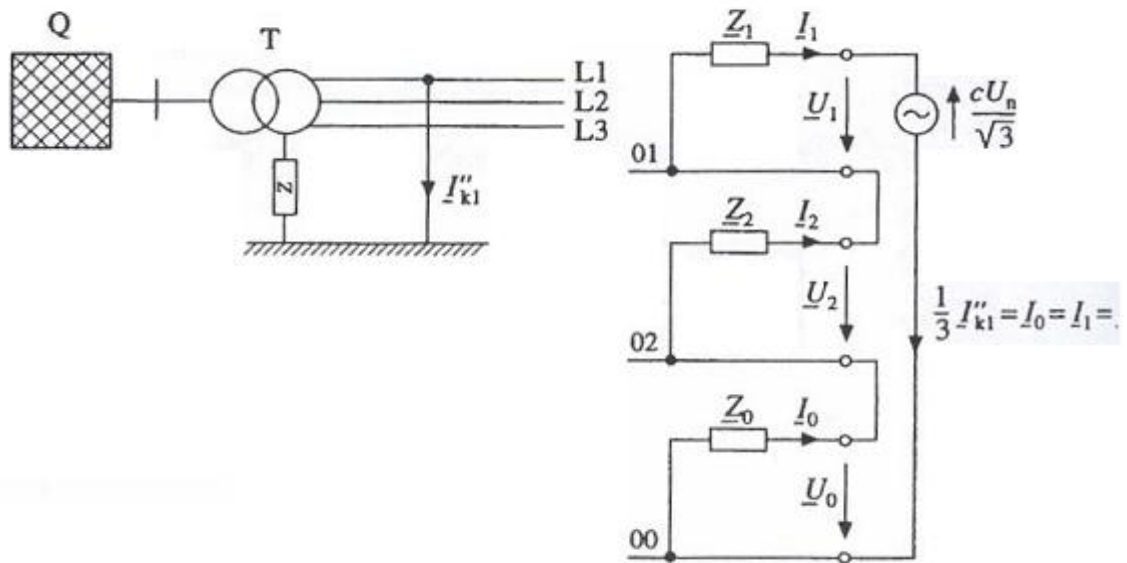 Q
T
L1
L2
L3
Z
I''k1
Z1
I1
U1
cUn
√3
~
01
Z2
I2
U2
1/3 I''k1 = I0 = I1 =.
02
Z0
I0
U0
00